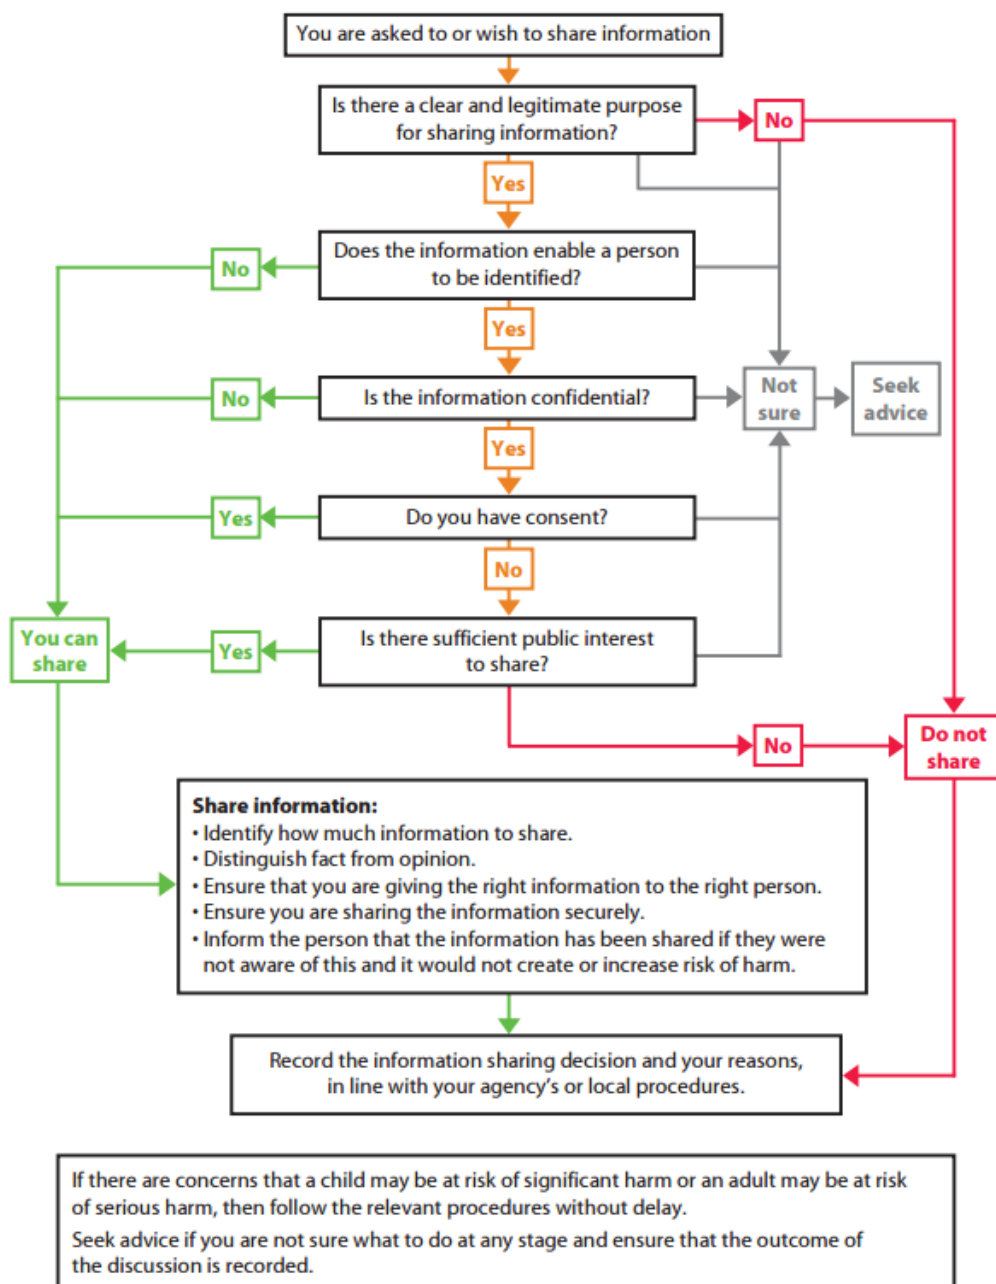 You are asked to or wish to share information
Is there a clear and legitimate purpose
for sharing information?
No
Yes
Does the information enable a person
to be identified?
No
Yes
Is the information confidential?
No
Not
sure
Seek
advice
Yes
Do you have consent?
Yes
No
Is there sufficient public interest
to share?
Yes
You can
share
No
Do not
share
Share information:
• Identify how much information to share.
• Distinguish fact from opinion.
• Ensure that you are giving the right information to the right person.
• Ensure you are sharing the information securely.
• Inform the person that the information has been shared if they were
not aware of this and it would not create or increase risk of harm.
Record the information sharing decision and your reasons,
in line with your agency’s or local procedures.
If there are concerns that a child may be at risk of significant harm or an adult may be at risk
of serious harm, then follow the relevant procedures without delay.
Seek advice if you are not sure what to do at any stage and ensure that the outcome of
the discussion is recorded.